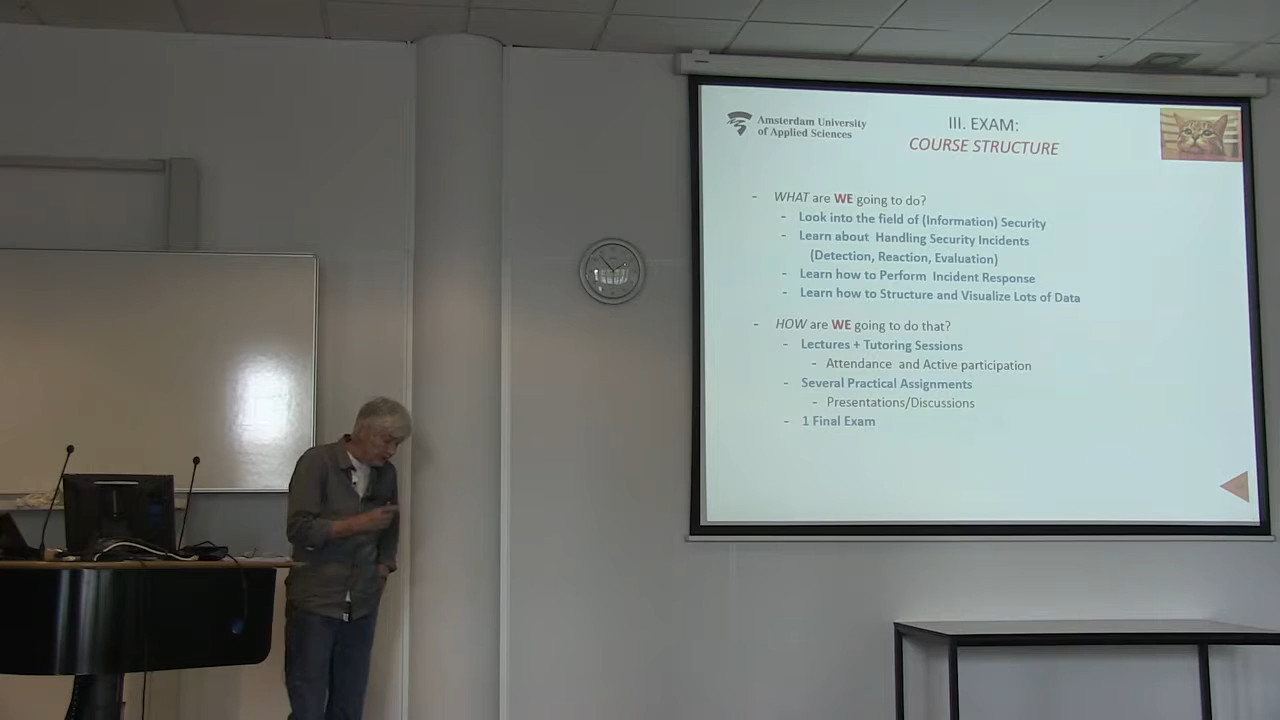 Amsterdam University
of Applied Sciences
III. EXAM:
COURSE STRUCTURE
- WHAT are WE going to do?
- Look into the field of (Information) Security
- Learn about Handling Security Incidents
(Detection, Reaction, Evaluation)
- Learn how to Perform Incident Response
- Learn how to Structure and Visualize Lots of Data
- HOW are WE going to do that?
- Lectures + Tutoring Sessions
- Attendance and Active participation
- Several Practical Assignments
- Presentations/Discussions
- 1 Final Exam